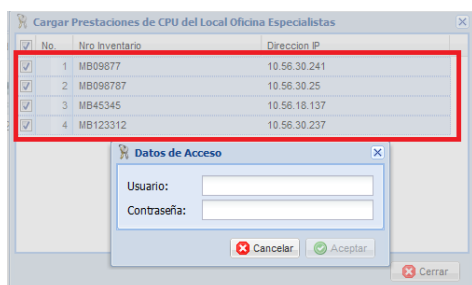 Cargar Prestaciones de CPU del Local Oficina Especialistas
No. Nro Inventario Direccion IP
1 MB09877 10.56.30.241
2 MB098787 10.56.30.25
3 MB45345 10.56.18.137
4 MB123312 10.56.30.237
Datos de Acceso
Usuario:
Contraseña:
Cancelar Aceptar
Cerrar